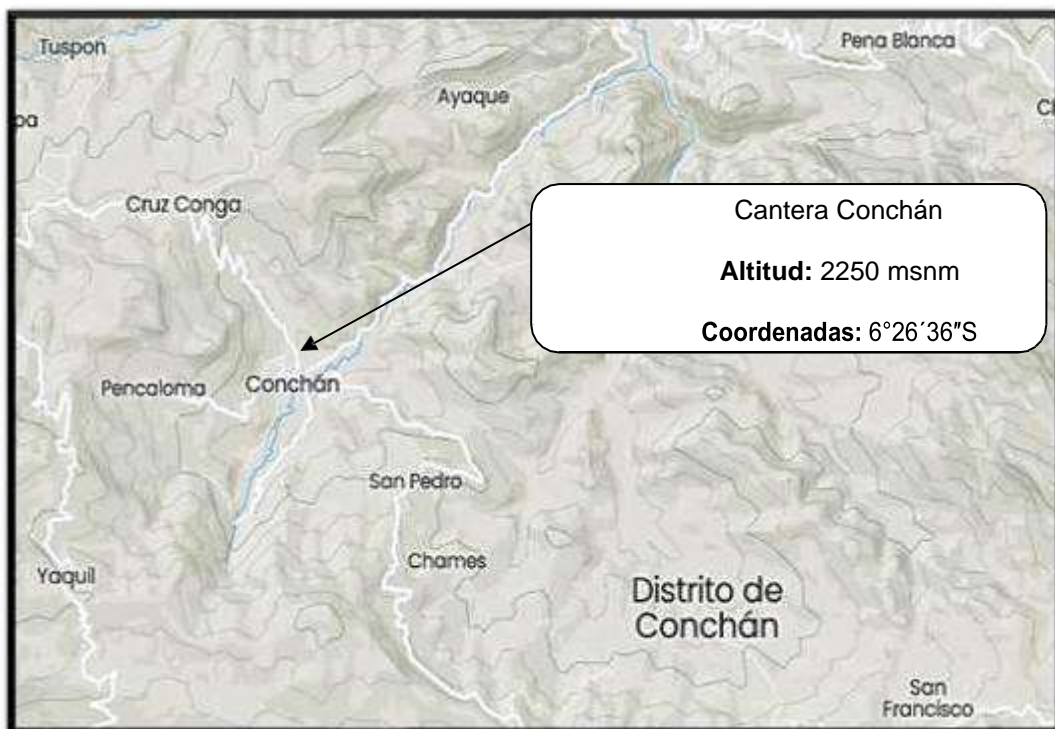 Tuspon
Pena Blanca
Ayaque
pa
Cruz Conga
Cantera Conchán
Altitud: 2250 msnm
Coordenadas: 6°26´36″S
Pencaloma
Conchán
San Pedro
Yaquil
Chames
Distrito de
Conchán
San
Francisco